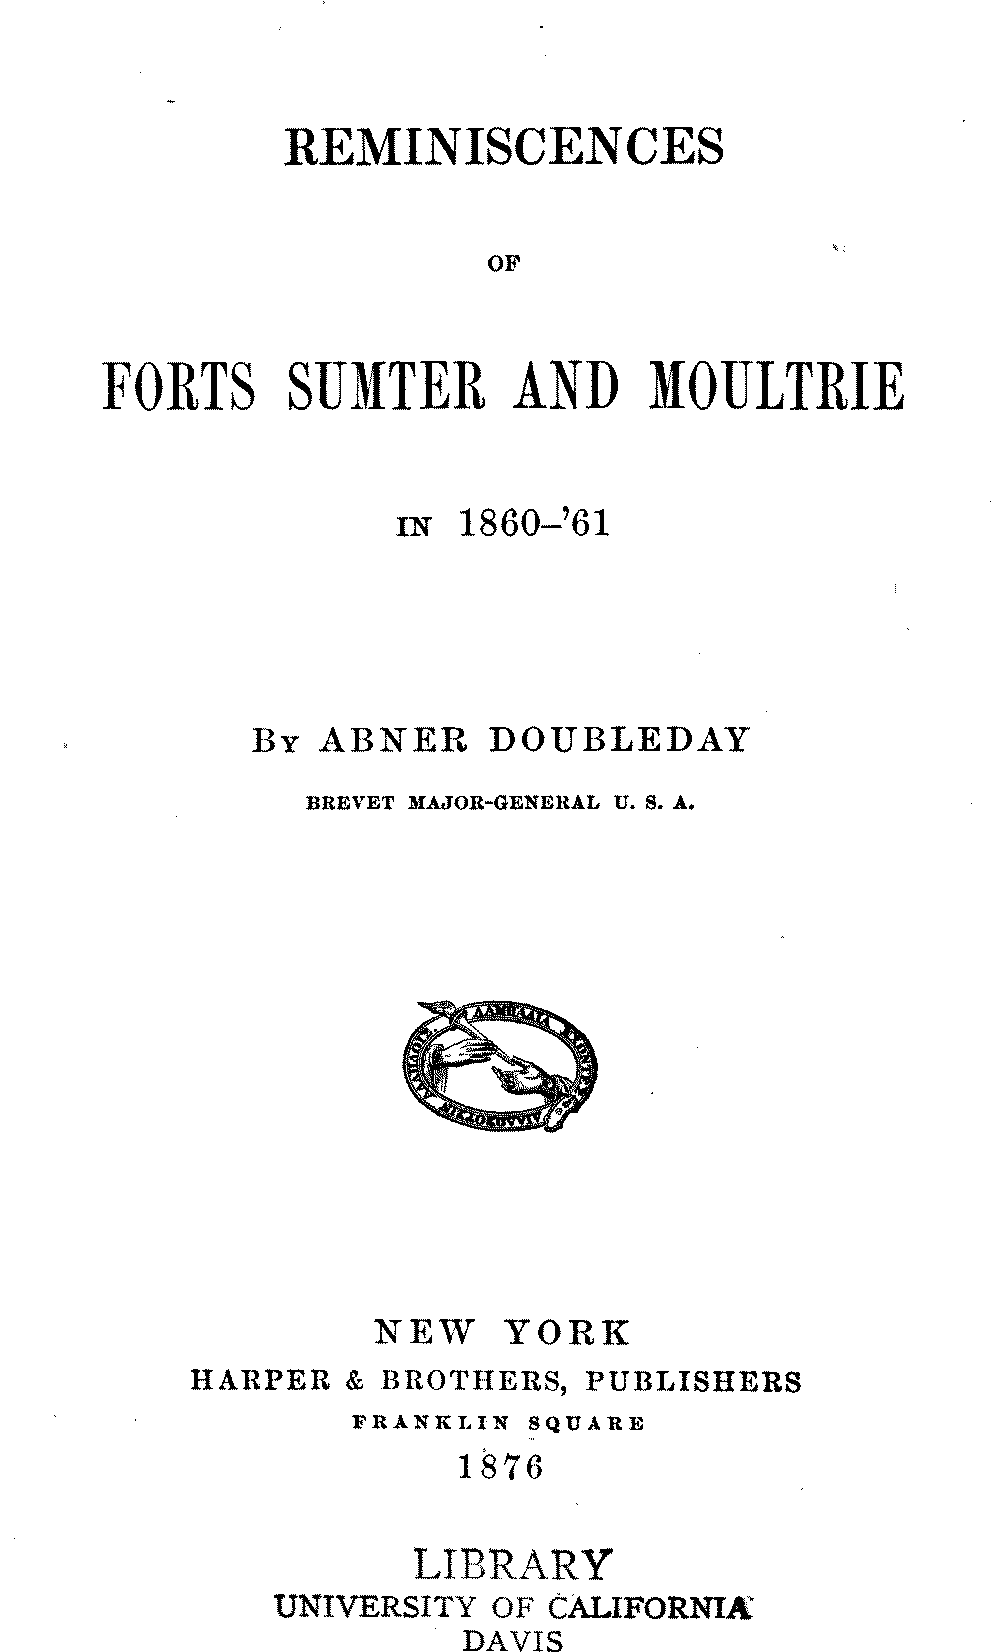 REMINISCENCES
OF
FORTS SUMTER AND MOULTRIE
IN 1860–'61
BY ABNER DOUBLEDAY
BREVET MAJOR-GENERAL U. S. A.
NEW YORK
HARPER & BROTHERS, PUBLISHERS
FRANKLIN SQUARE
1876
LIBRARY
UNIVERSITY OF CALIFORNIA
DAVIS